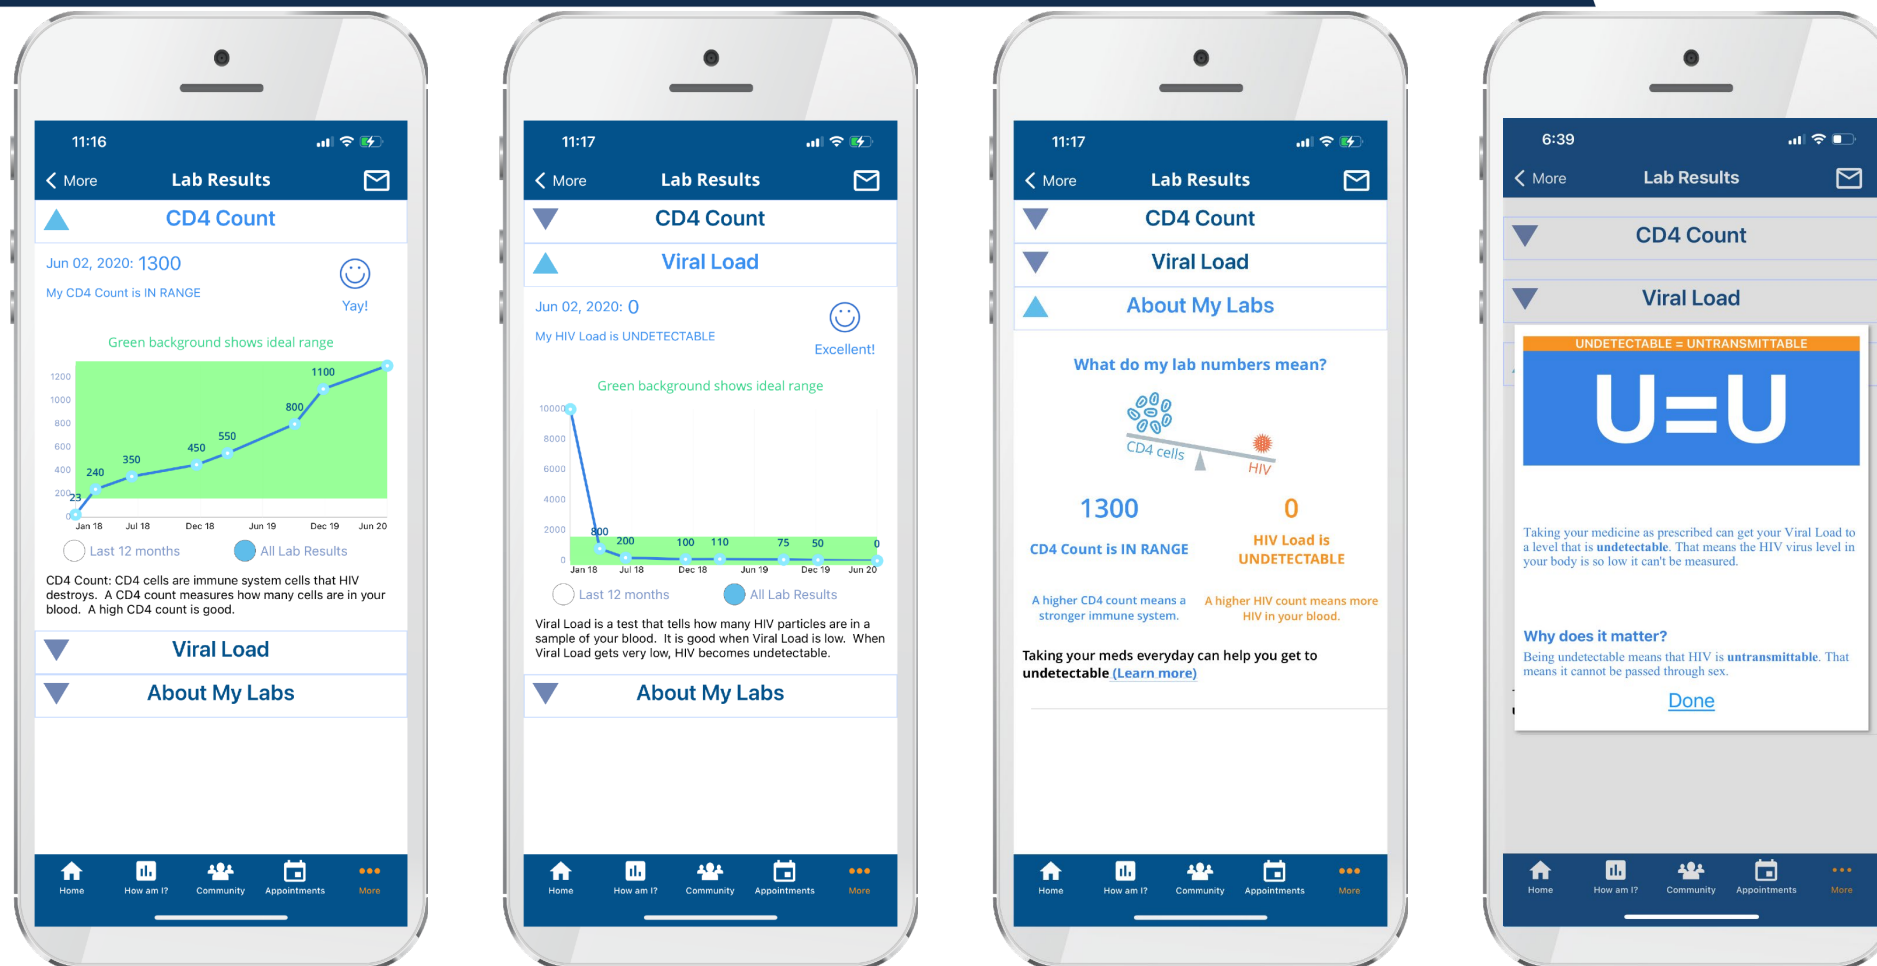 11:16
More
Lab Results
CD4 Count
Jun 02, 2020: 1300
My CD4 Count is IN RANGE
Yay!
Green background shows ideal range
1200
1000
800
600
400
200
0
23
240
350
450
550
800
1100
Jan 18 Jul 18 Dec 18 Jun 19 Dec 19 Jun 20
Last 12 months All Lab Results
CD4 Count: CD4 cells are immune system cells that HIV
destroys. A CD4 count measures how many cells are in your
blood. A high CD4 count is good.
Viral Load
About My Labs
Home How am I? Community Appointments More
11:17
More
Lab Results
CD4 Count
Viral Load
Jun 02, 2020: 0
My HIV Load is UNDETECTABLE
Excellent!
Green background shows ideal range
10000
8000
6000
4000
2000
0
800
200
100
110
75
50
0
Jan 18 Jul 18 Dec 18 Jun 19 Dec 19 Jun 20
Last 12 months All Lab Results
Viral Load is a test that tells how many HIV particles are in a
sample of your blood. It is good when Viral Load is low. When
Viral Load gets very low, HIV becomes undetectable.
About My Labs
Home How am I? Community Appointments More
11:17
More
Lab Results
CD4 Count
Viral Load
About My Labs
What do my lab numbers mean?
CD4 cells
HIV
1300
CD4 Count is IN RANGE
A higher CD4 count means a
stronger immune system.
0
HIV Load is
UNDETECTABLE
A higher HIV count means more
HIV in your blood.
Taking your meds everyday can help you get to
undetectable (Learn more)
Home How am I? Community Appointments More
6:39
More
Lab Results
CD4 Count
Viral Load
UNDETECTABLE = UNTRANSMITTABLE
U=U
Taking your medicine as prescribed can get your Viral Load to
a level that is undetectable. That means the HIV virus level in
your body is so low it can't be measured.
Why does it matter?
Being undetectable means that HIV is untransmittable. That
means it cannot be passed through sex.
Done
Home How am I? Community Appointments More